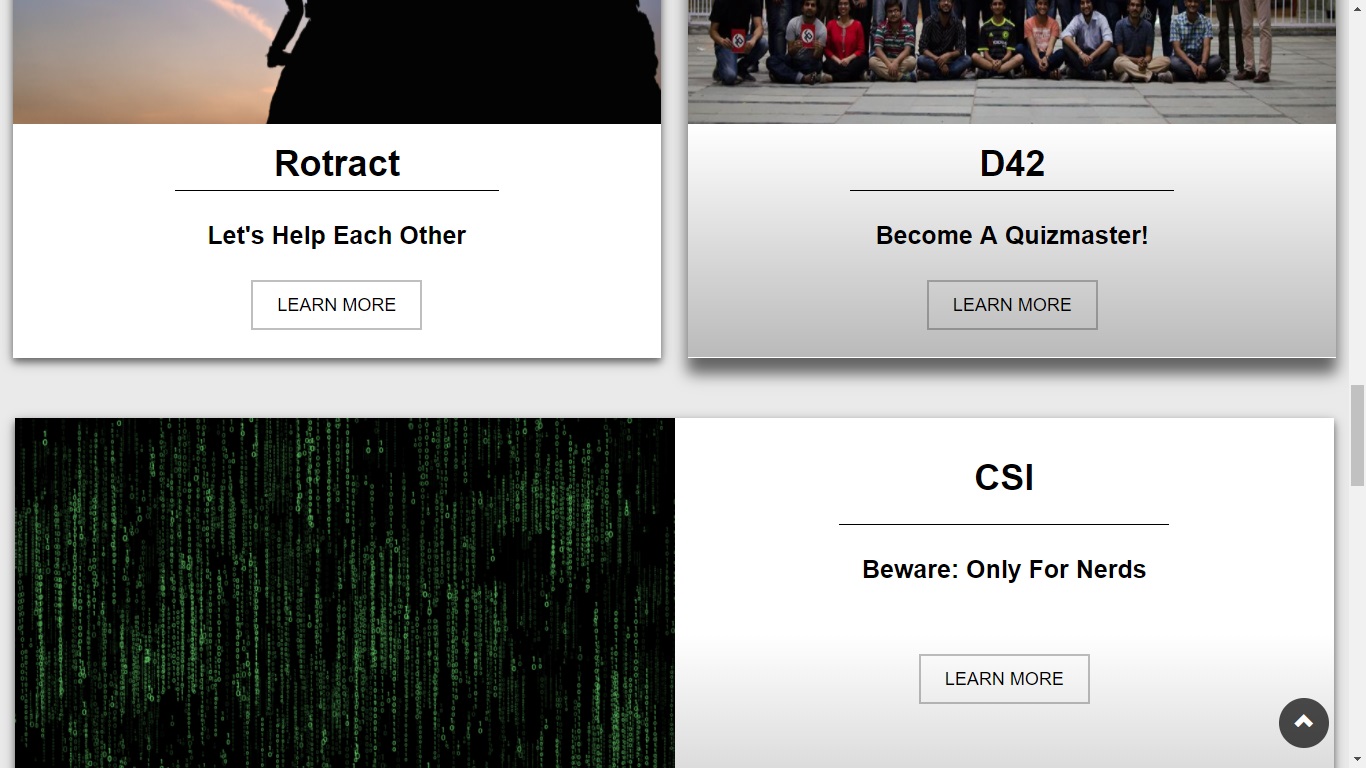 Rotract
Let's Help Each Other
LEARN MORE
D42
Become A Quizmaster!
LEARN MORE
CSI
Beware: Only For Nerds
LEARN MORE